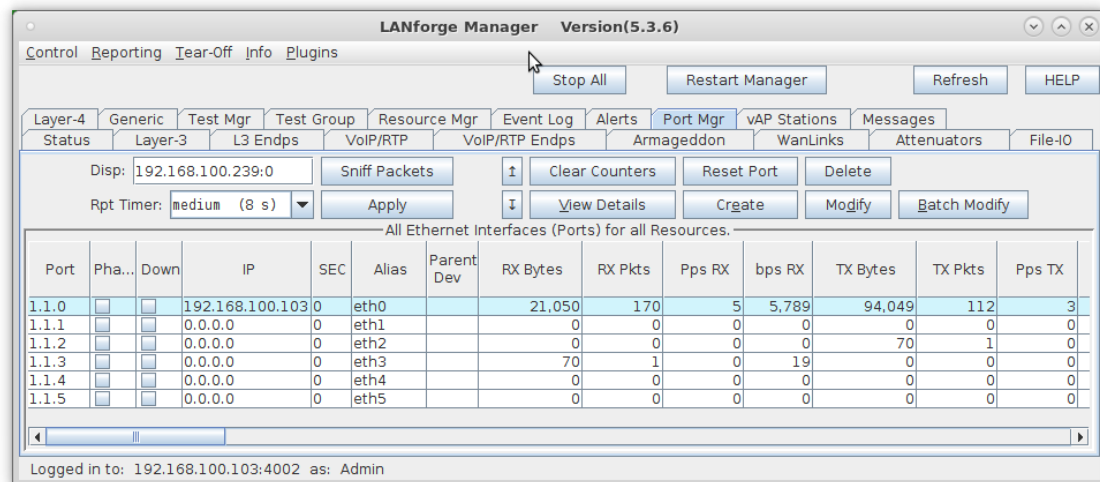 LANforge Manager Version(5.3.6)
Control Reporting Tear-Off Info Plugins
Stop All Restart Manager Refresh HELP
Layer-4 Generic Test Mgr Test Group Resource Mgr Event Log Alerts Port Mgr vAP Stations Messages
Status Layer-3 L3 Endps VoIP/RTP VoIP/RTP Endps Armageddon WanLinks Attenuators File-IO
Disp: 192.168.100.239:0 Sniff Packets ↥ Clear Counters Reset Port Delete
Rpt Timer: medium (8 s) Apply ↧ View Details Create Modify Batch Modify
All Ethernet Interfaces (Ports) for all Resources.
Port Pha... Down IP SEC Alias Parent Dev RX Bytes RX Pkts Pps RX bps RX TX Bytes TX Pkts Pps TX
1.1.0 192.168.100.103 0 eth0 21,050 170 5 5,789 94,049 112 3
1.1.1 0.0.0.0 0 eth1 0 0 0 0 0 0 0
1.1.2 0.0.0.0 0 eth2 0 0 0 0 70 1 0
1.1.3 0.0.0.0 0 eth3 70 1 0 19 0 0 0
1.1.4 0.0.0.0 0 eth4 0 0 0 0 0 0 0
1.1.5 0.0.0.0 0 eth5 0 0 0 0 0 0 0
Logged in to: 192.168.100.103:4002 as: Admin